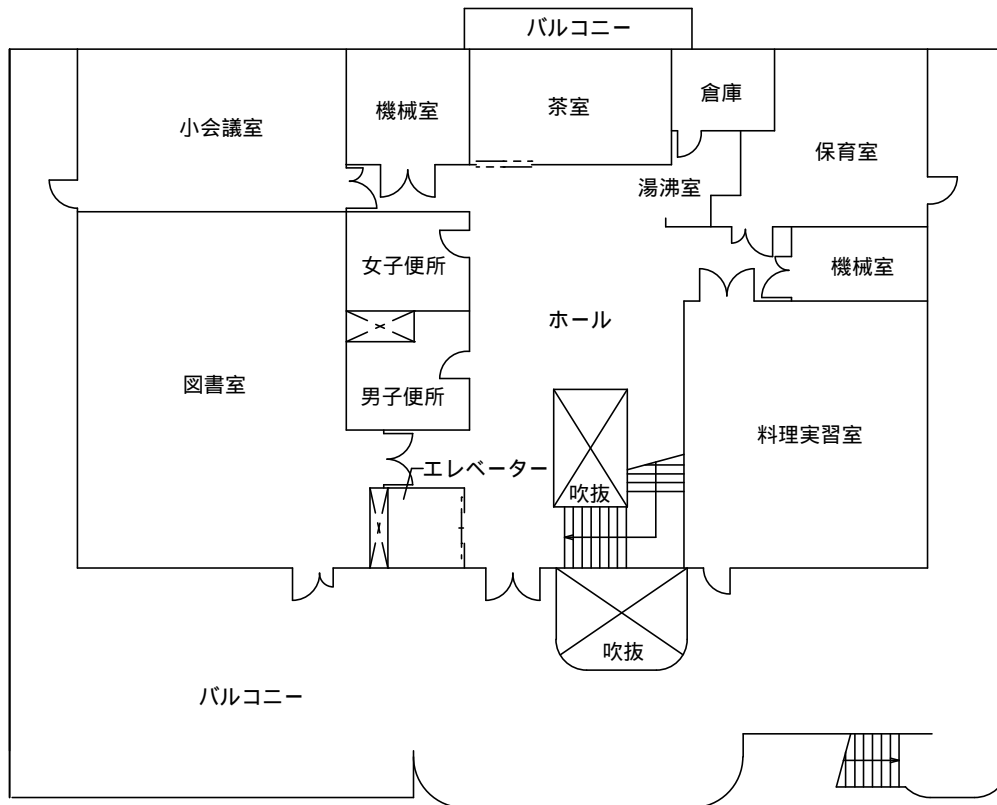 バルコニー
小会議室
機械室
茶室
倉庫
保育室
湯沸室
女子便所
機械室
ホール
図書室
男子便所
料理実習室
エレベーター
吹抜
吹抜
バルコニー